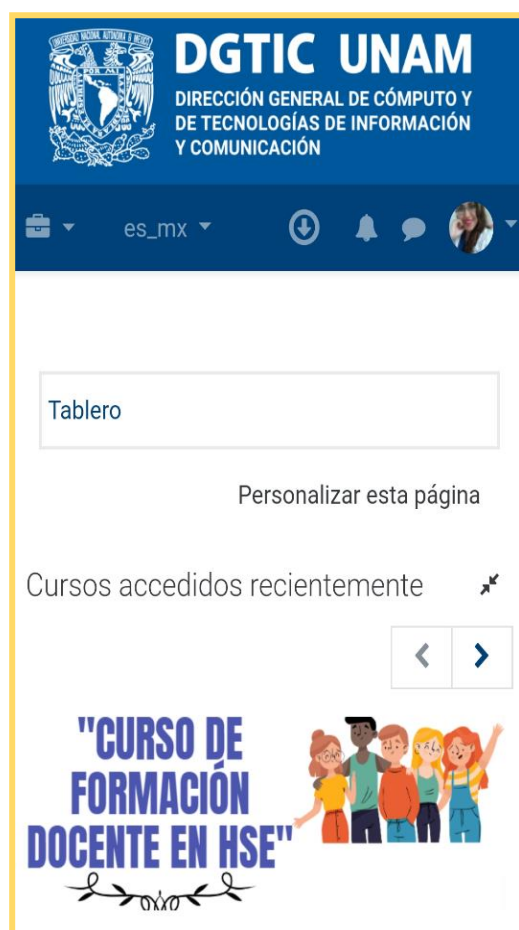 DGTIC UNAM
DIRECCIÓN GENERAL DE CÓMPUTO Y
DE TECNOLOGÍAS DE INFORMACIÓN
Y COMUNICACIÓN
es_mx
Tablero
Personalizar esta página
Cursos accedidos recientemente
"CURSO DE
FORMACIÓN
DOCENTE EN HSE"